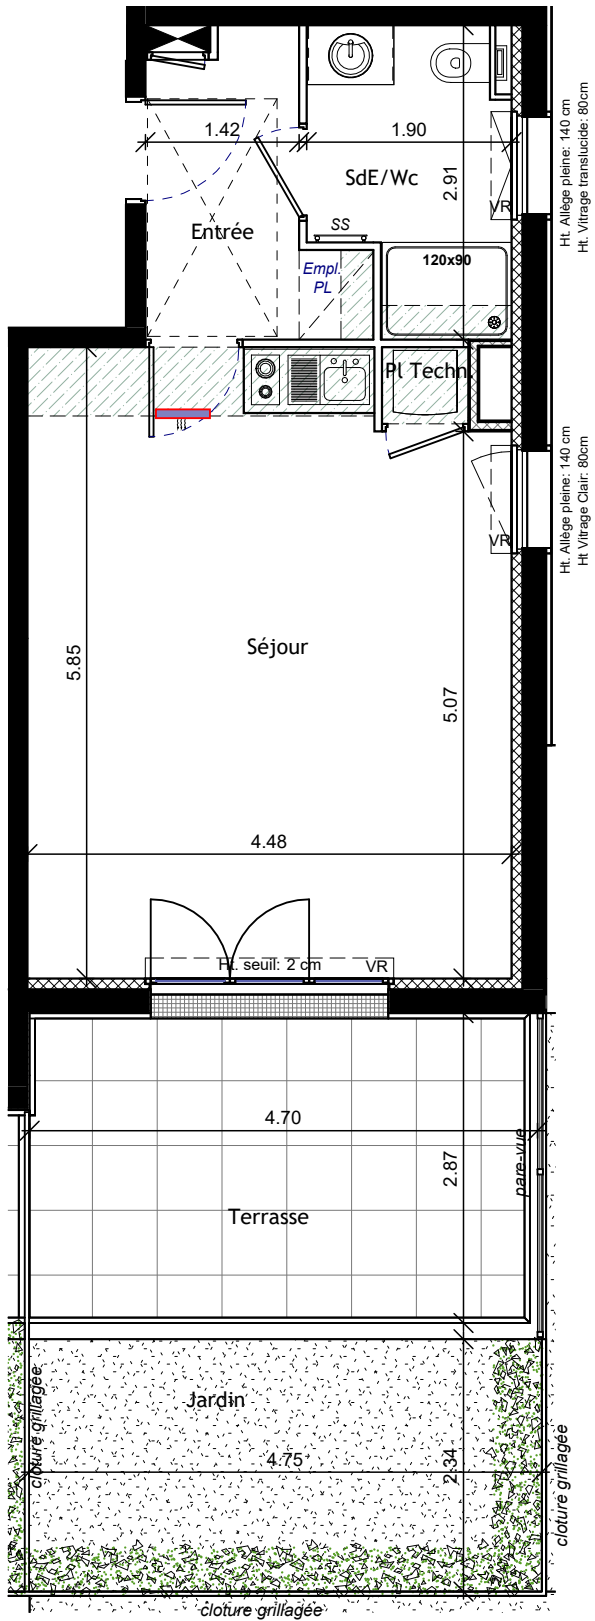 1.42
1.90
SdE/Wc
2.91
VR
Ht. Allège pleine: 140 cm
Ht. Vitrage translucide: 80cm
Entrée
SS
Empl.
PL
120x90
Pl Techn
VR
Ht. Allège pleine: 140 cm
Ht Vitrage Clair: 80cm
Séjour
5.85
5.07
4.48
Ht. seuil: 2 cm
VR
4.70
2.87
pare-vue
Terrasse
Jardin
cloture grillagée
4.75
2.34
cloture grillagée
cloture grillagée